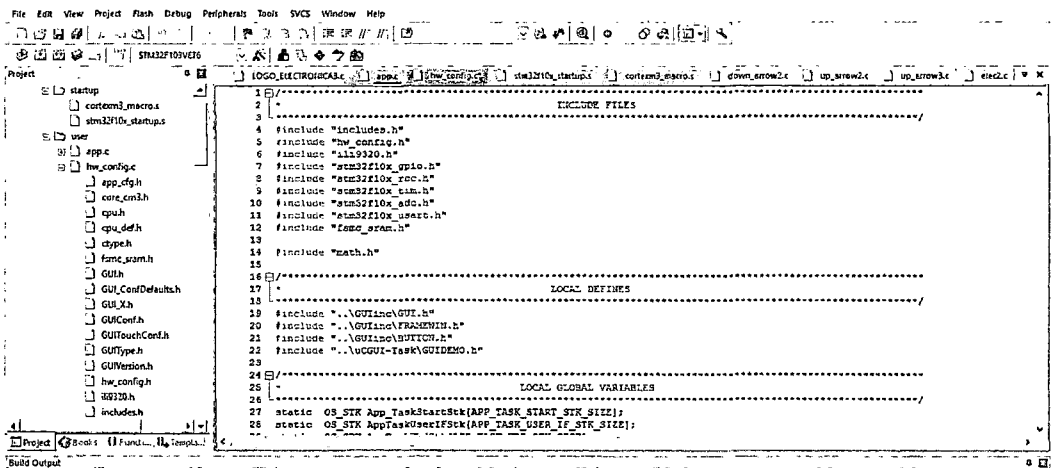 File Edit View Project Flash Debug Peripherals Tools SVCS Window Help
STM32F103VET6
Project
startup
cortexm3_macro.s
stm32f10x_startup.s
user
app.c
hw_config.c
app_cfg.h
core_cm3.h
cpu.h
cpu_def.h
ctype.h
fsmc_sram.h
GUI.h
GUI_ConfDefaults.h
GUI_X.h
GUIConf.h
GUITouchConf.h
GUIType.h
GUIVersion.h
hw_config.h
ili9320.h
includes.h
Project Books Functi... Templa...
LOGO_ELECTRONICA3.c app.c hw_config.c stm32f10x_startup.s cortexm3_macro.s down_arrow2.c up_arrow2.c up_arrow3.c elec2.c
1 /*****************************************************************************
2 * INCLUDE FILES
3 *****************************************************************************/
4 #include "includes.h"
5 #include "hw_config.h"
6 #include "ili9320.h"
7 #include "stm32f10x_gpio.h"
8 #include "stm32f10x_rcc.h"
9 #include "stm32f10x_tim.h"
10 #include "stm32f10x_adc.h"
11 #include "stm32f10x_usart.h"
12 #include "fsmc_sram.h"
13
14 #include "math.h"
15
16 /*****************************************************************************
17 * LOCAL DEFINES
18 *****************************************************************************/
19 #include "..\GUIinc\GUI.h"
20 #include "..\GUIinc\FRAMEWIN.h"
21 #include "..\GUIinc\BUTTON.h"
22 #include "..\uCGUI-Task\GUIDEMO.h"
23
24 /*****************************************************************************
25 * LOCAL GLOBAL VARIABLES
26 *****************************************************************************/
27 static OS_STK App_TaskStartStk[APP_TASK_START_STK_SIZE];
28 static OS_STK AppTaskUserIFStk[APP_TASK_USER_IF_STK_SIZE];
Build Output